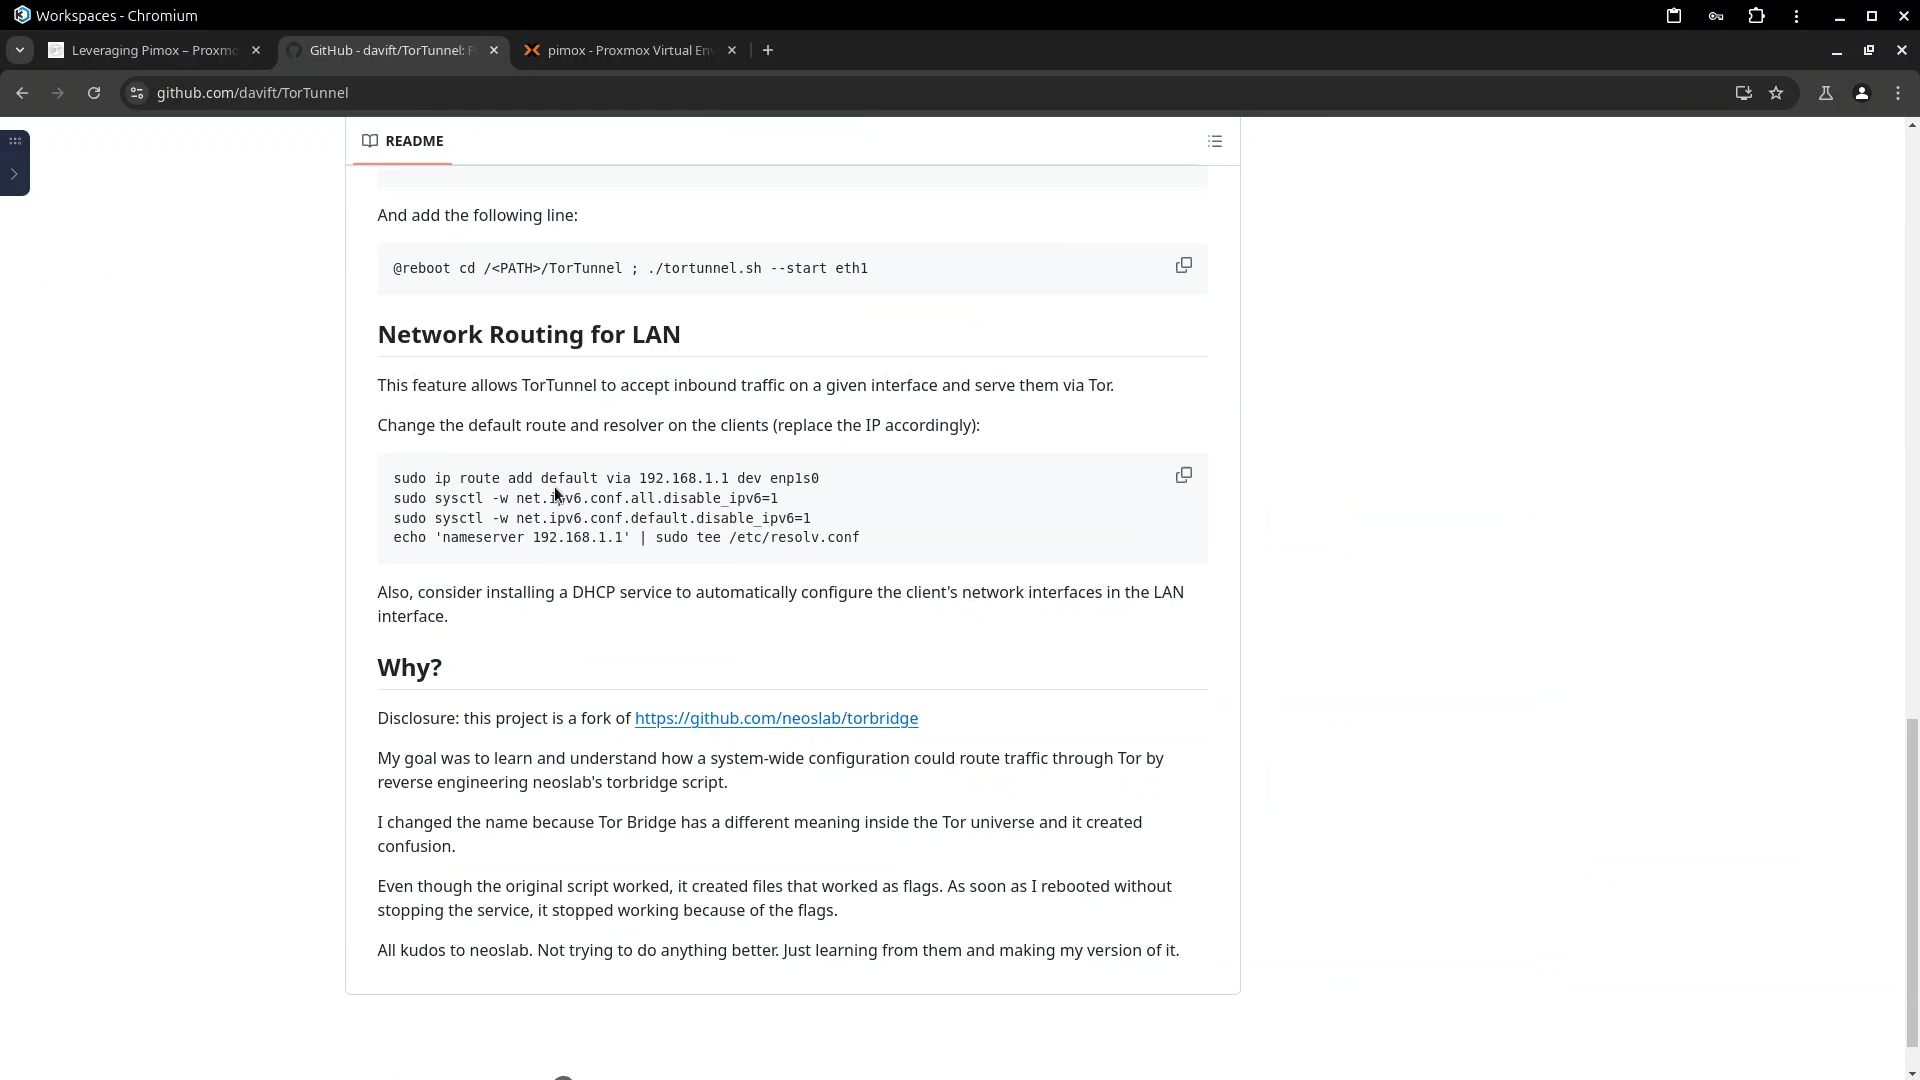 Workspaces - Chromium
Leveraging Pimox – Proxmo
GitHub - davift/TorTunnel: F
pimox - Proxmox Virtual En
github.com/davift/TorTunnel
README
And add the following line:
@reboot cd /<PATH>/TorTunnel ; ./tortunnel.sh --start eth1
Network Routing for LAN
This feature allows TorTunnel to accept inbound traffic on a given interface and serve them via Tor.
Change the default route and resolver on the clients (replace the IP accordingly):
sudo ip route add default via 192.168.1.1 dev enp1s0
sudo sysctl -w net.ipv6.conf.all.disable_ipv6=1
sudo sysctl -w net.ipv6.conf.default.disable_ipv6=1
echo 'nameserver 192.168.1.1' | sudo tee /etc/resolv.conf
Also, consider installing a DHCP service to automatically configure the client's network interfaces in the LAN
interface.
Why?
Disclosure: this project is a fork of https://github.com/neoslab/torbridge
My goal was to learn and understand how a system-wide configuration could route traffic through Tor by
reverse engineering neoslab's torbridge script.
I changed the name because Tor Bridge has a different meaning inside the Tor universe and it created
confusion.
Even though the original script worked, it created files that worked as flags. As soon as I rebooted without
stopping the service, it stopped working because of the flags.
All kudos to neoslab. Not trying to do anything better. Just learning from them and making my version of it.